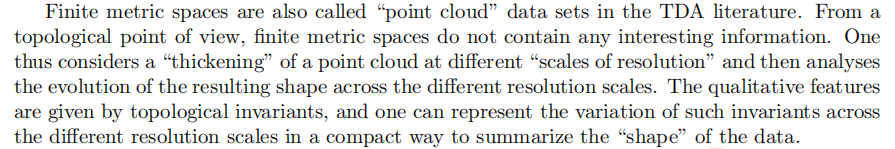 Finite metric spaces are also called “point cloud” data sets in the TDA literature. From a
topological point of view, finite metric spaces do not contain any interesting information. One
thus considers a “thickening” of a point cloud at different “scales of resolution” and then analyses
the evolution of the resulting shape across the different resolution scales. The qualitative features
are given by topological invariants, and one can represent the variation of such invariants across
the different resolution scales in a compact way to summarize the “shape” of the data.